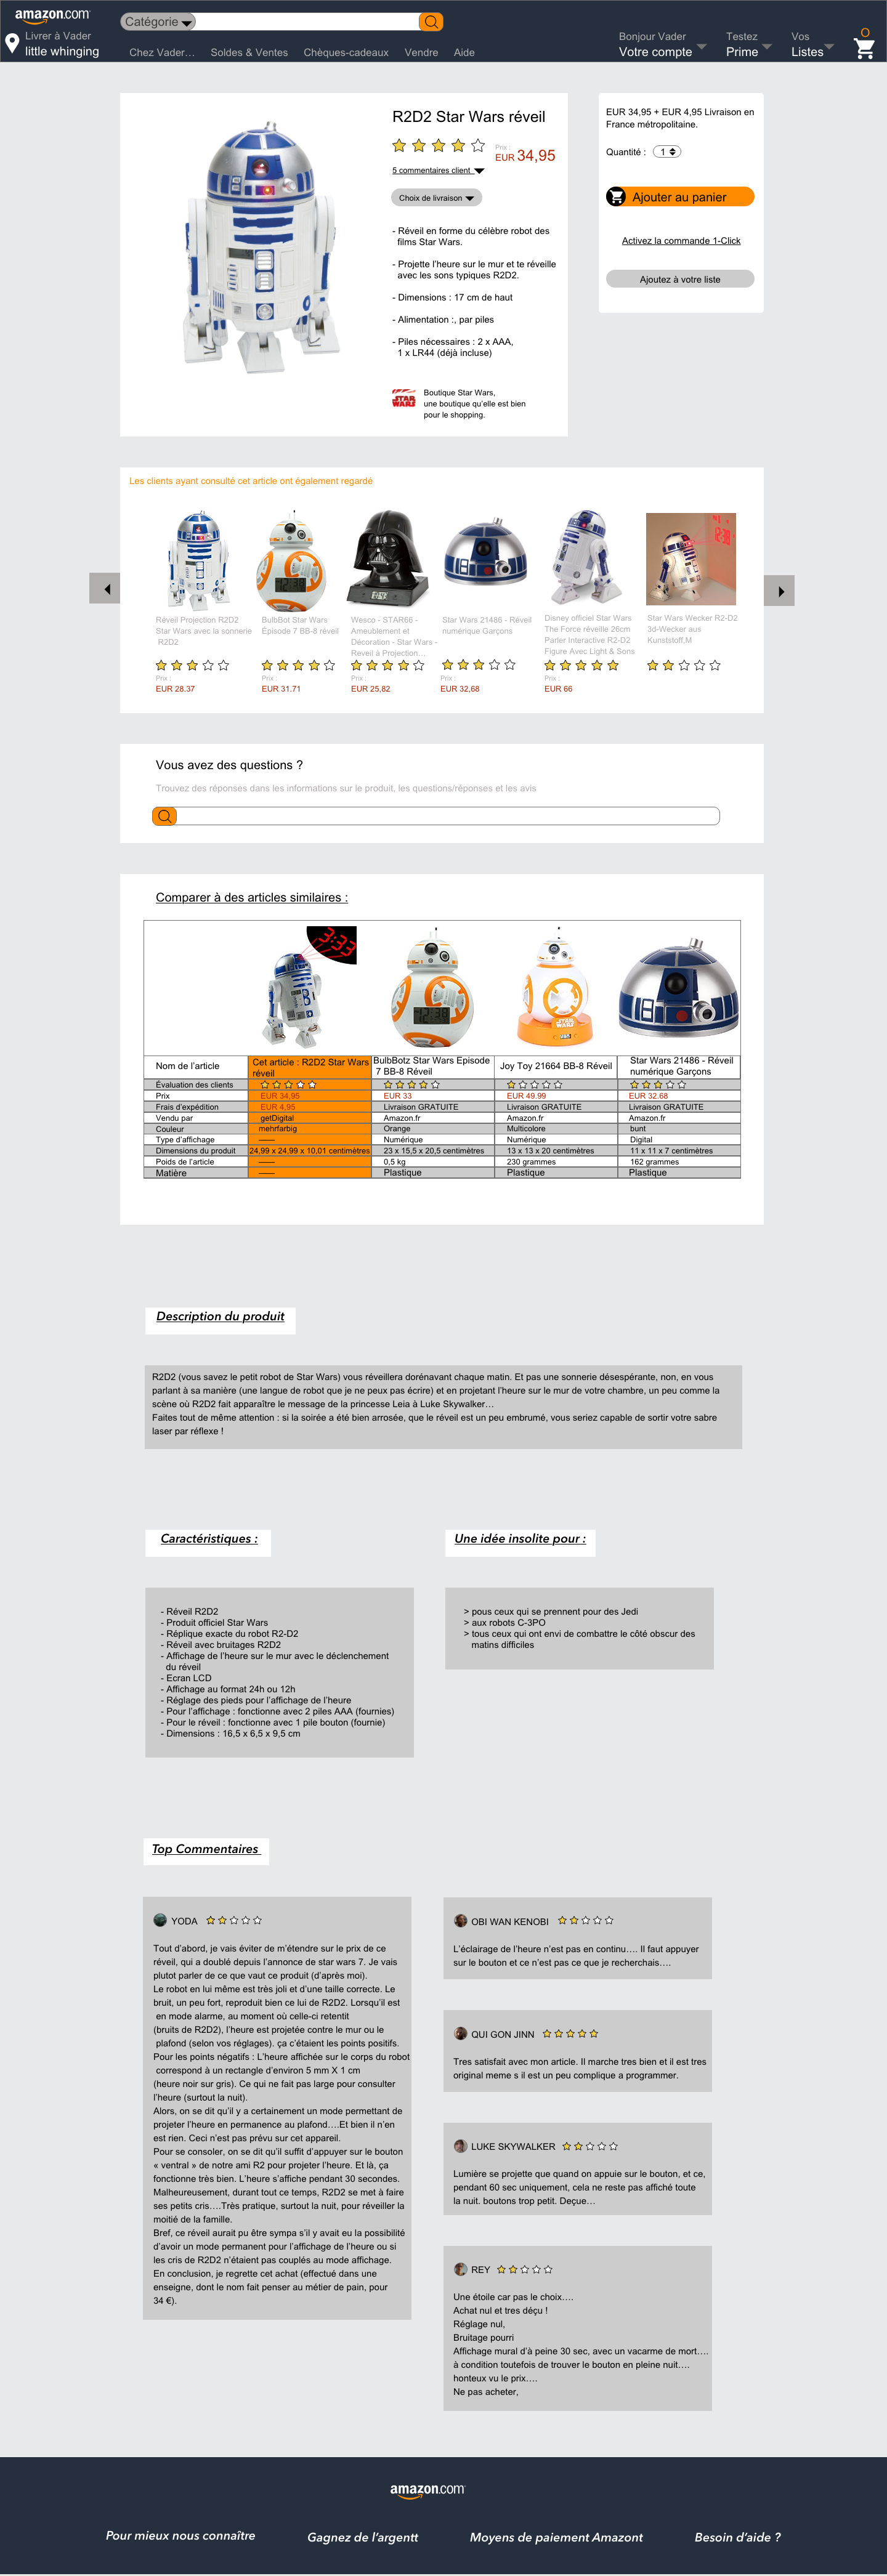 amazon.com
Catégorie
Livrer à Vader
little whinging
Chez Vader… Soldes & Ventes Chèques-cadeaux Vendre Aide
Bonjour Vader
Votre compte
Testez
Prime
Vos
Listes
0
R2D2 Star Wars réveil
Prix :
EUR 34,95
5 commentaires client
Choix de livraison
- Réveil en forme du célèbre robot des
films Star Wars.
- Projette l'heure sur le mur et te réveille
avec les sons typiques R2D2.
- Dimensions : 17 cm de haut
- Alimentation :, par piles
- Piles nécessaires : 2 x AAA,
1 x LR44 (déjà incluse)
STAR WARS
Boutique Star Wars,
une boutique qu'elle est bien
pour le shopping.
EUR 34,95 + EUR 4,95 Livraison en
France métropolitaine.
Quantité : 1
Ajouter au panier
Activez la commande 1-Click
Ajoutez à votre liste
Les clients ayant consulté cet article ont également regardé
Réveil Projection R2D2
Star Wars avec la sonnerie
R2D2
Prix :
EUR 28.37
BulbBot Star Wars
Épisode 7 BB-8 réveil
Prix :
EUR 31.71
Wesco - STAR66 -
Ameublement et
Décoration - Star Wars -
Reveil à Projection…
Prix :
EUR 25,82
Star Wars 21486 - Réveil
numérique Garçons
Prix :
EUR 32,68
Disney officiel Star Wars
The Force réveille 26cm
Parler Interactive R2-D2
Figure Avec Light & Sons
Prix :
EUR 66
Star Wars Wecker R2-D2
3d-Wecker aus
Kunststoff,M
Vous avez des questions ?
Trouvez des réponses dans les informations sur le produit, les questions/réponses et les avis
Comparer à des articles similaires :
3:33
12:38
Nom de l'article
Cet article : R2D2 Star Wars
réveil
BulbBotz Star Wars Episode
7 BB-8 Réveil
Joy Toy 21664 BB-8 Réveil
Star Wars 21486 - Réveil
numérique Garçons
Évaluation des clients
Prix EUR 34,95 EUR 33 EUR 49.99 EUR 32.68
Frais d'expédition EUR 4,95 Livraison GRATUITE Livraison GRATUITE Livraison GRATUITE
Vendu par getDigital Amazon.fr Amazon.fr Amazon.fr
Couleur mehrfarbig Orange Multicolore bunt
Type d'affichage —— Numérique Numérique Digital
Dimensions du produit 24,99 x 24,99 x 10,01 centimètres 23 x 15,5 x 20,5 centimètres 13 x 13 x 20 centimètres 11 x 11 x 7 centimètres
Poids de l'article —— 0,5 kg 230 grammes 162 grammes
Matière —— Plastique Plastique Plastique
Description du produit
R2D2 (vous savez le petit robot de Star Wars) vous réveillera dorénavant chaque matin. Et pas une sonnerie désespérante, non, en vous
parlant à sa manière (une langue de robot que je ne peux pas écrire) et en projetant l'heure sur le mur de votre chambre, un peu comme la
scène où R2D2 fait apparaître le message de la princesse Leia à Luke Skywalker…
Faites tout de même attention : si la soirée a été bien arrosée, que le réveil est un peu embrumé, vous seriez capable de sortir votre sabre
laser par réflexe !
Caractéristiques :
- Réveil R2D2
- Produit officiel Star Wars
- Réplique exacte du robot R2-D2
- Réveil avec bruitages R2D2
- Affichage de l'heure sur le mur avec le déclenchement
du réveil
- Ecran LCD
- Affichage au format 24h ou 12h
- Réglage des pieds pour l'affichage de l'heure
- Pour l'affichage : fonctionne avec 2 piles AAA (fournies)
- Pour le réveil : fonctionne avec 1 pile bouton (fournie)
- Dimensions : 16,5 x 6,5 x 9,5 cm
Une idée insolite pour :
> pous ceux qui se prennent pour des Jedi
> aux robots C-3PO
> tous ceux qui ont envi de combattre le côté obscur des
matins difficiles
Top Commentaires
YODA
Tout d'abord, je vais éviter de m'étendre sur le prix de ce
réveil, qui a doublé depuis l'annonce de star wars 7. Je vais
plutot parler de ce que vaut ce produit (d'après moi).
Le robot en lui même est très joli et d'une taille correcte. Le
bruit, un peu fort, reproduit bien ce lui de R2D2. Lorsqu'il est
en mode alarme, au moment où celle-ci retentit
(bruits de R2D2), l'heure est projetée contre le mur ou le
plafond (selon vos réglages). ça c'étaient les points positifs.
Pour les points négatifs : L'heure affichée sur le corps du robot
correspond à un rectangle d'environ 5 mm X 1 cm
(heure noir sur gris). Ce qui ne fait pas large pour consulter
l'heure (surtout la nuit).
Alors, on se dit qu'il y a certainement un mode permettant de
projeter l'heure en permanence au plafond….Et bien il n'en
est rien. Ceci n'est pas prévu sur cet appareil.
Pour se consoler, on se dit qu'il suffit d'appuyer sur le bouton
« ventral » de notre ami R2 pour projeter l'heure. Et là, ça
fonctionne très bien. L'heure s'affiche pendant 30 secondes.
Malheureusement, durant tout ce temps, R2D2 se met à faire
ses petits cris….Très pratique, surtout la nuit, pour réveiller la
moitié de la famille.
Bref, ce réveil aurait pu être sympa s'il y avait eu la possibilité
d'avoir un mode permanent pour l'affichage de l'heure ou si
les cris de R2D2 n'étaient pas couplés au mode affichage.
En conclusion, je regrette cet achat (effectué dans une
enseigne, dont le nom fait penser au métier de pain, pour
34 €).
OBI WAN KENOBI
L'éclairage de l'heure n'est pas en continu…. Il faut appuyer
sur le bouton et ce n'est pas ce que je recherchais….
QUI GON JINN
Tres satisfait avec mon article. Il marche tres bien et il est tres
original meme s il est un peu complique a programmer.
LUKE SKYWALKER
Lumière se projette que quand on appuie sur le bouton, et ce,
pendant 60 sec uniquement, cela ne reste pas affiché toute
la nuit. boutons trop petit. Deçue…
REY
Une étoile car pas le choix….
Achat nul et tres déçu !
Réglage nul,
Bruitage pourri
Affichage mural d'à peine 30 sec, avec un vacarme de mort….
à condition toutefois de trouver le bouton en pleine nuit….
honteux vu le prix….
Ne pas acheter,
amazon.com
Pour mieux nous connaître Gagnez de l'argentt Moyens de paiement Amazont Besoin d'aide ?